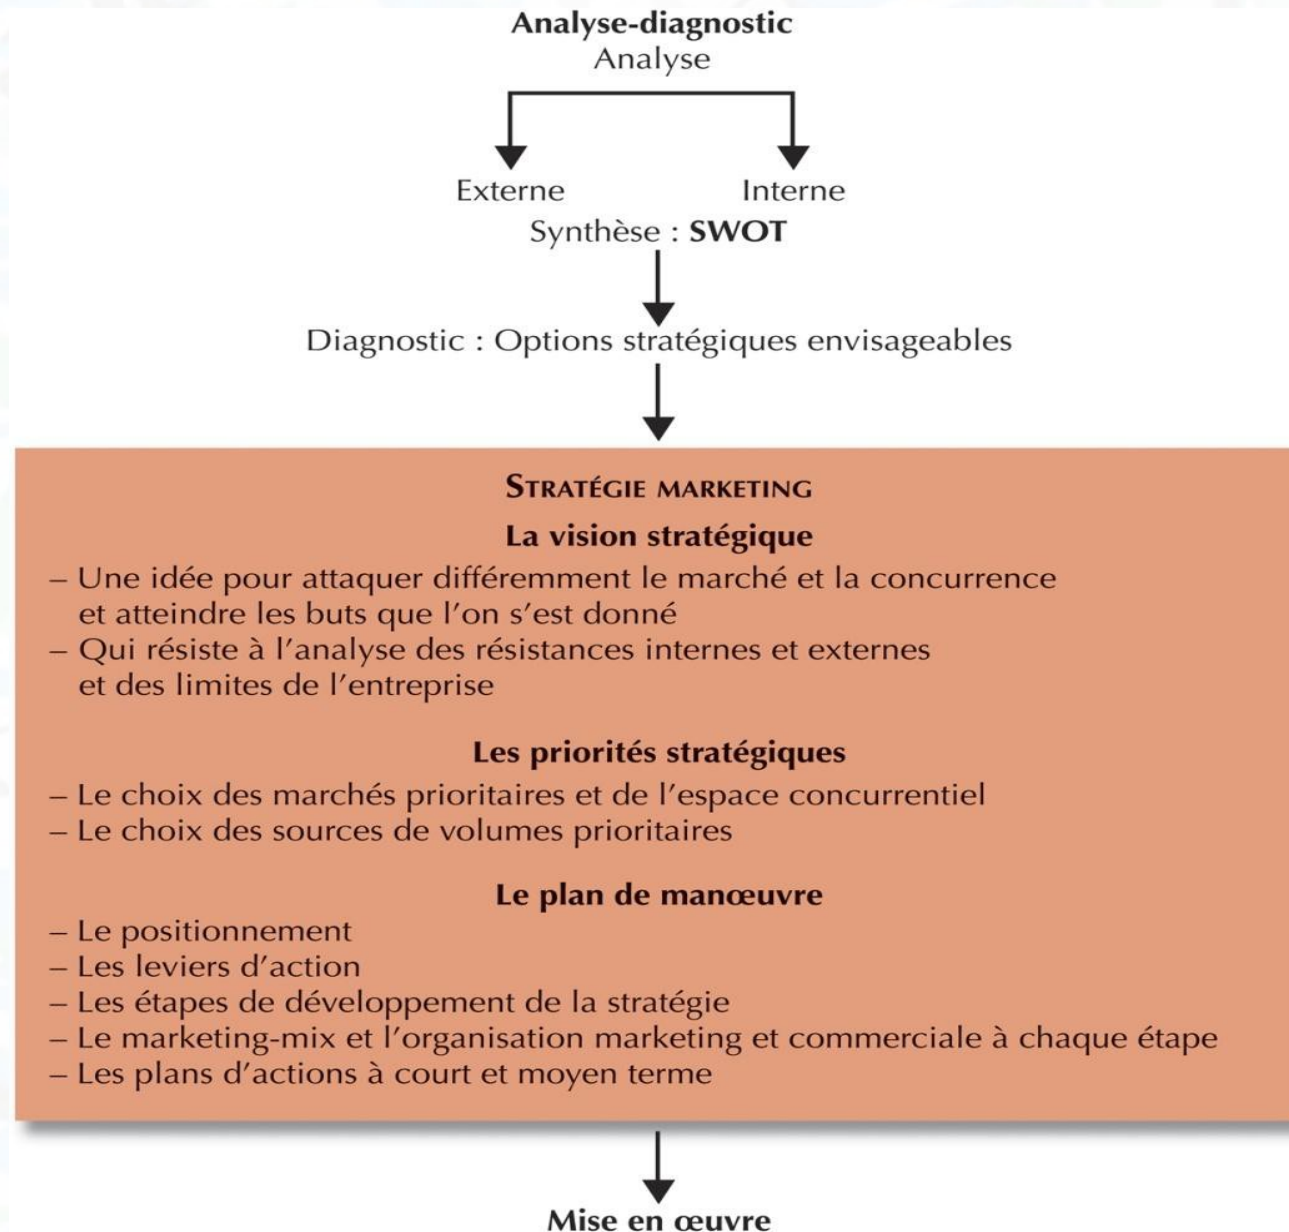 Analyse-diagnostic
Analyse
Externe Interne
Synthèse : SWOT
Diagnostic : Options stratégiques envisageables
STRATÉGIE MARKETING
La vision stratégique
– Une idée pour attaquer différemment le marché et la concurrence
et atteindre les buts que l’on s’est donné
– Qui résiste à l’analyse des résistances internes et externes
et des limites de l’entreprise
Les priorités stratégiques
– Le choix des marchés prioritaires et de l’espace concurrentiel
– Le choix des sources de volumes prioritaires
Le plan de manœuvre
– Le positionnement
– Les leviers d’action
– Les étapes de développement de la stratégie
– Le marketing-mix et l’organisation marketing et commerciale à chaque étape
– Les plans d’actions à court et moyen terme
Mise en œuvre